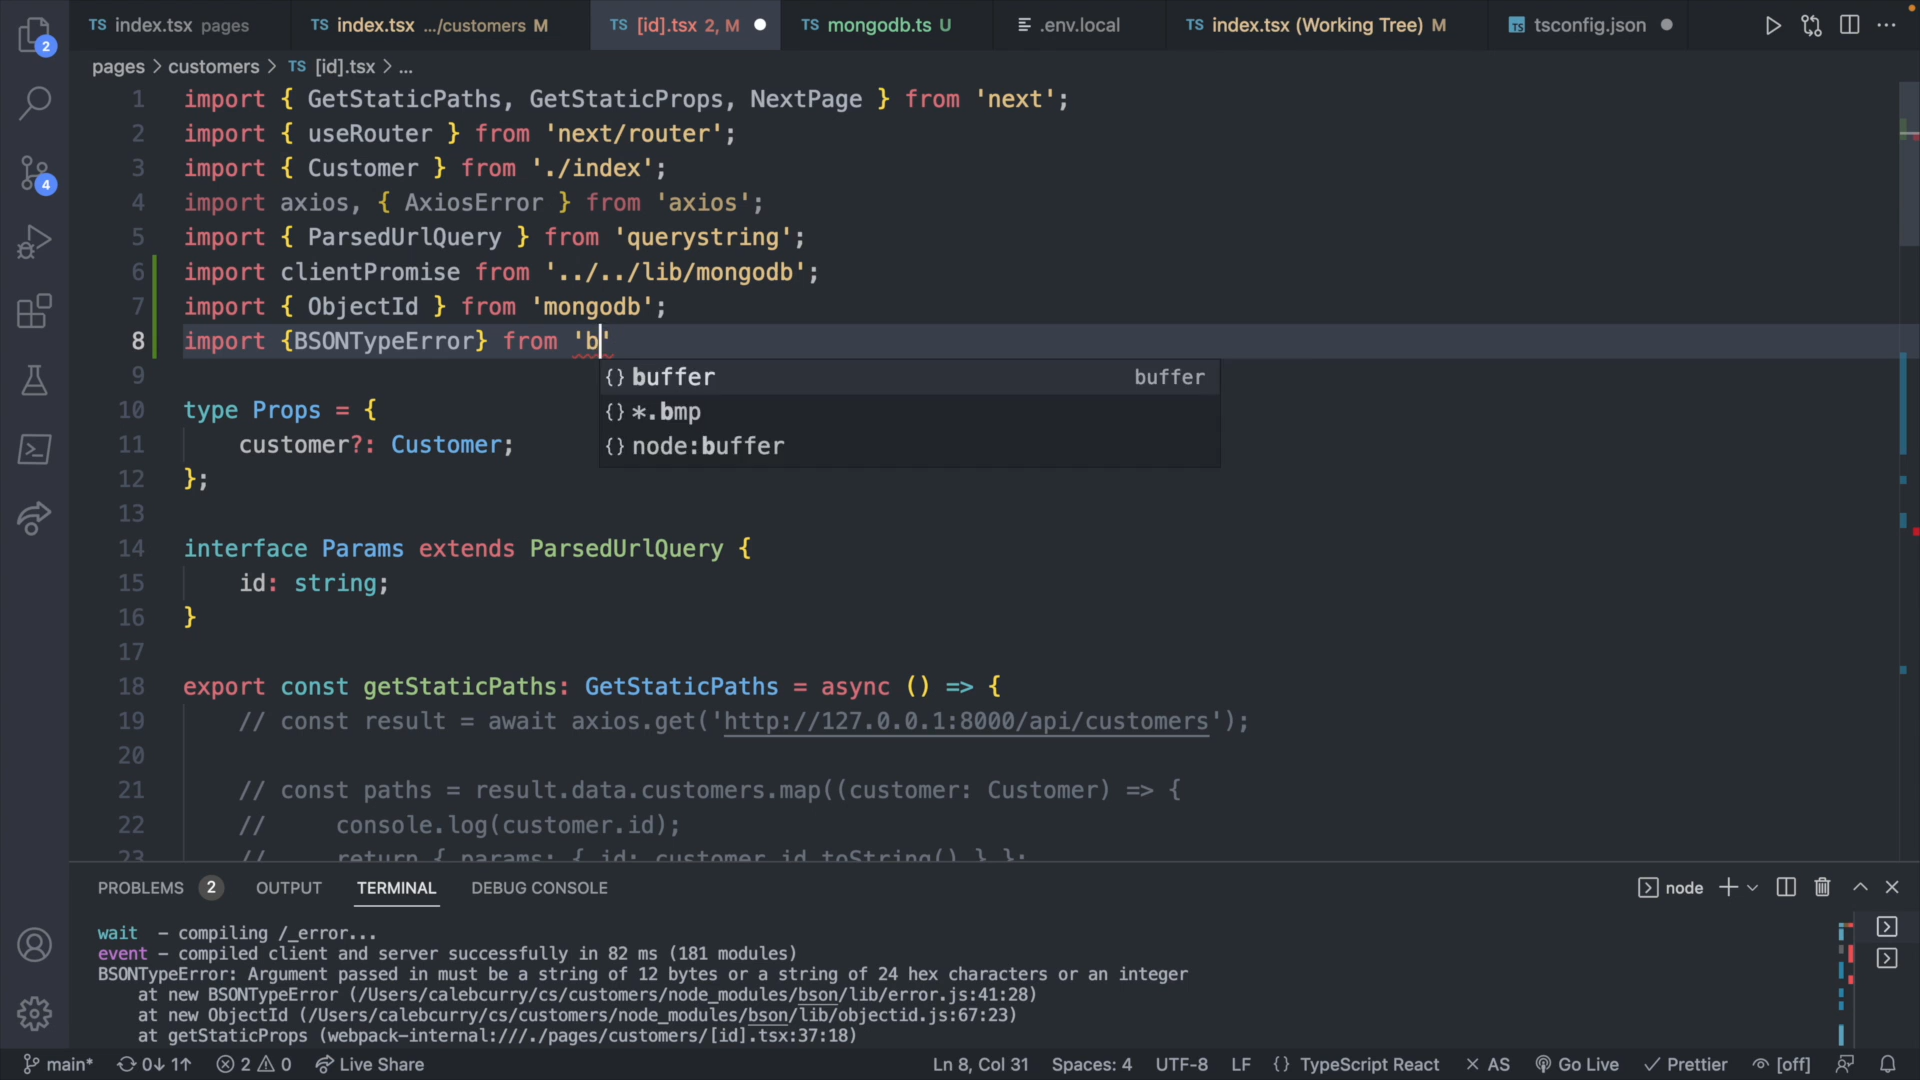 TS index.tsx pages
TS index.tsx .../customers M
TS [id].tsx 2, M
TS mongodb.ts U
.env.local
TS index.tsx (Working Tree) M
TS tsconfig.json
2
4
pages > customers > TS [id].tsx > ...
1 import { GetStaticPaths, GetStaticProps, NextPage } from 'next';
2 import { useRouter } from 'next/router';
3 import { Customer } from './index';
4 import axios, { AxiosError } from 'axios';
5 import { ParsedUrlQuery } from 'querystring';
6 import clientPromise from '../../lib/mongodb';
7 import { ObjectId } from 'mongodb';
8 import {BSONTypeError} from 'b'
{} buffer buffer
{} *.bmp
{} node:buffer
9
10 type Props = {
11 customer?: Customer;
12 };
13
14 interface Params extends ParsedUrlQuery {
15 id: string;
16 }
17
18 export const getStaticPaths: GetStaticPaths = async () => {
19 // const result = await axios.get('http://127.0.0.1:8000/api/customers');
20
21 // const paths = result.data.customers.map((customer: Customer) => {
22 // console.log(customer.id);
23 // return { params: { id: customer.id.toString() } };
PROBLEMS 2 OUTPUT TERMINAL DEBUG CONSOLE
node
wait - compiling /_error...
event - compiled client and server successfully in 82 ms (181 modules)
BSONTypeError: Argument passed in must be a string of 12 bytes or a string of 24 hex characters or an integer
at new BSONTypeError (/Users/calebcurry/cs/customers/node_modules/bson/lib/error.js:41:28)
at new ObjectId (/Users/calebcurry/cs/customers/node_modules/bson/lib/objectid.js:67:23)
at getStaticProps (webpack-internal:///./pages/customers/[id].tsx:37:18)
main* 0↓ 1↑ 2 0 Live Share Ln 8, Col 31 Spaces: 4 UTF-8 LF {} TypeScript React × AS Go Live ✓ Prettier [off]